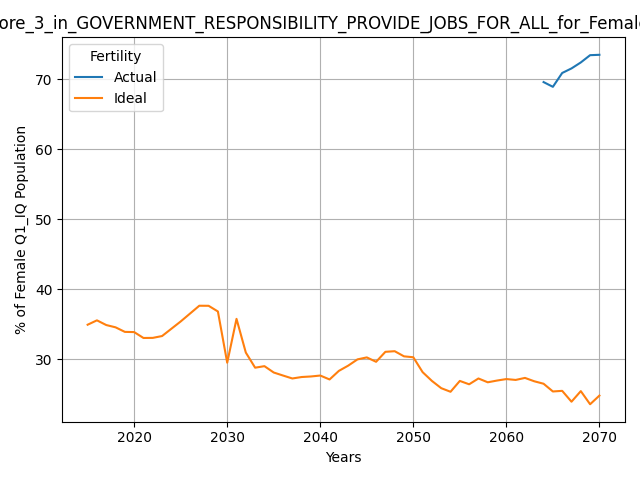 ore_3_in_GOVERNMENT_RESPONSIBILITY_PROVIDE_JOBS_FOR_ALL_for_Female
Fertility
Actual
Ideal
% of Female Q1_IQ Population
70
60
50
40
30
2020 2030 2040 2050 2060 2070
Years